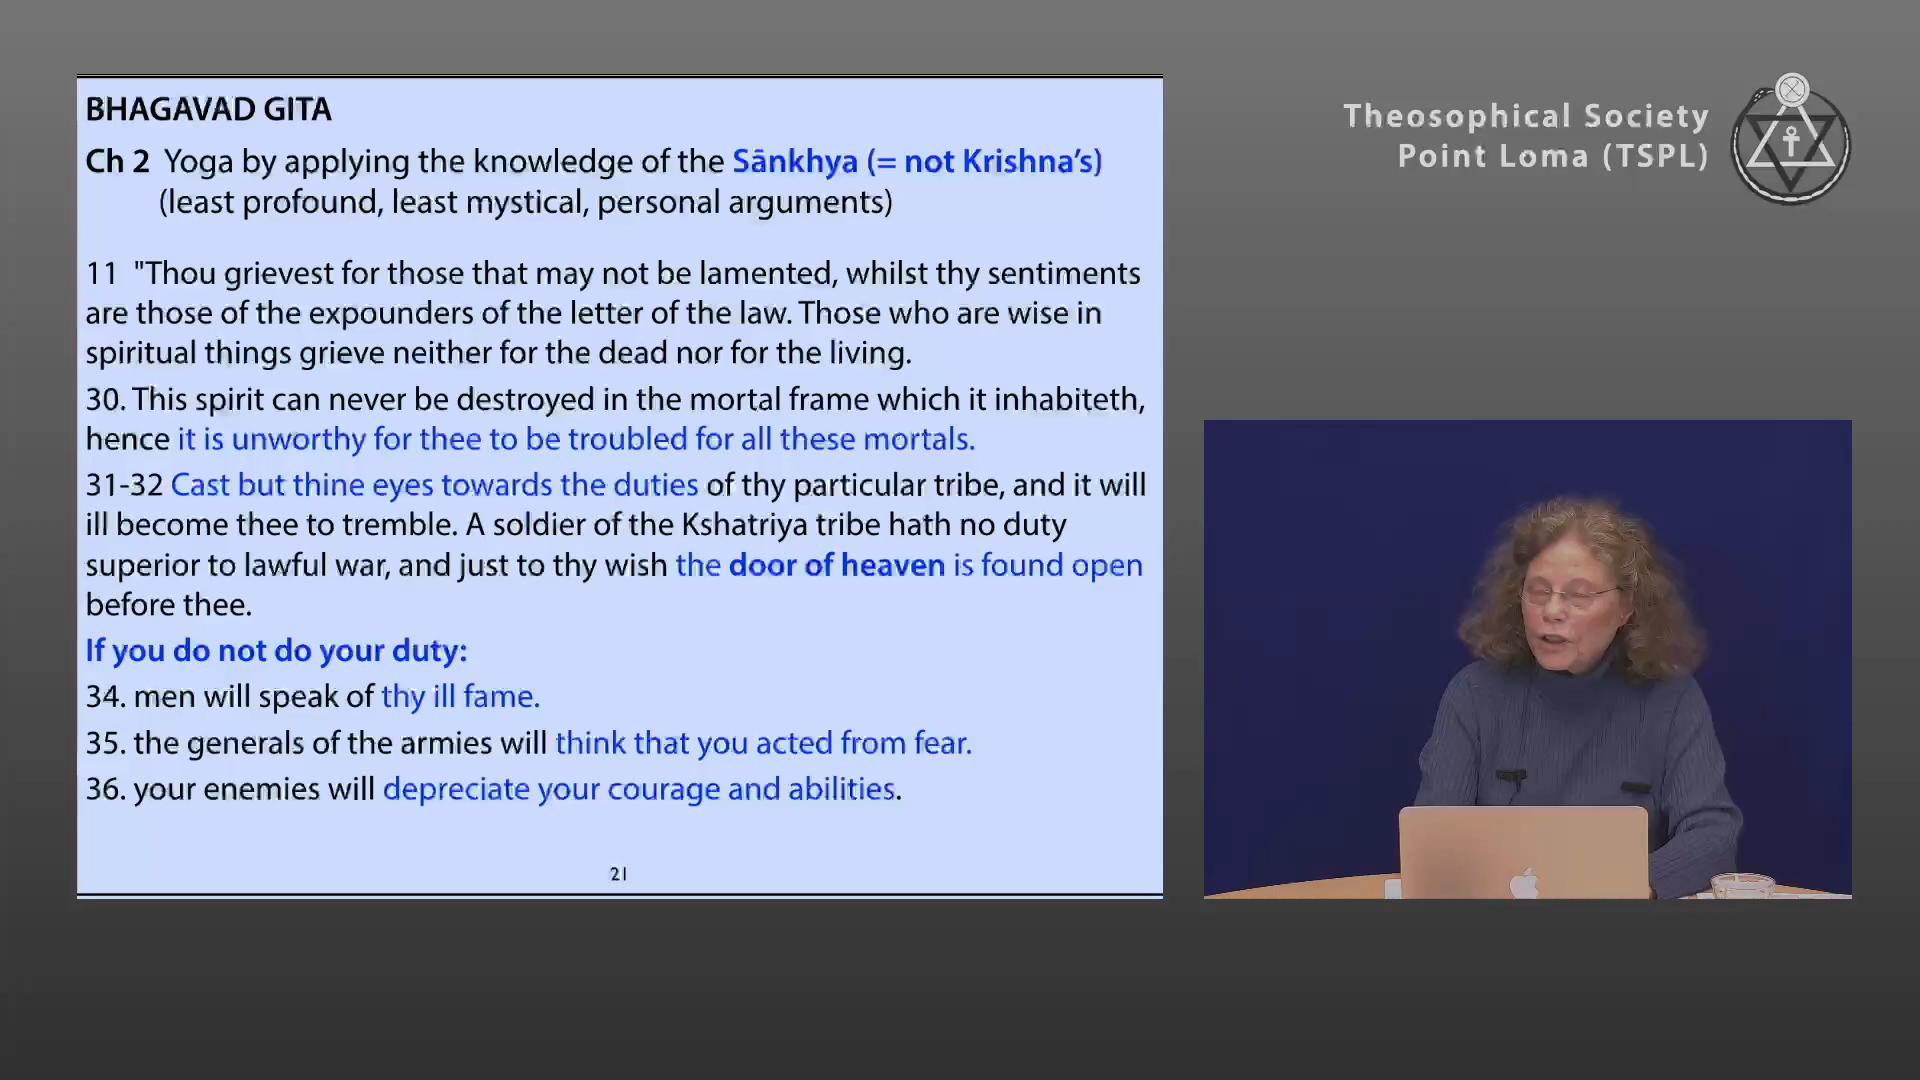 BHAGAVAD GITA
Ch 2 Yoga by applying the knowledge of the Sānkhya (= not Krishna's)
(least profound, least mystical, personal arguments)
11 "Thou grievest for those that may not be lamented, whilst thy sentiments
are those of the expounders of the letter of the law. Those who are wise in
spiritual things grieve neither for the dead nor for the living.
30. This spirit can never be destroyed in the mortal frame which it inhabiteth,
hence it is unworthy for thee to be troubled for all these mortals.
31-32 Cast but thine eyes towards the duties of thy particular tribe, and it will
ill become thee to tremble. A soldier of the Kshatriya tribe hath no duty
superior to lawful war, and just to thy wish the door of heaven is found open
before thee.
If you do not do your duty:
34. men will speak of thy ill fame.
35. the generals of the armies will think that you acted from fear.
36. your enemies will depreciate your courage and abilities.
21
Theosophical Society
Point Loma (TSPL)